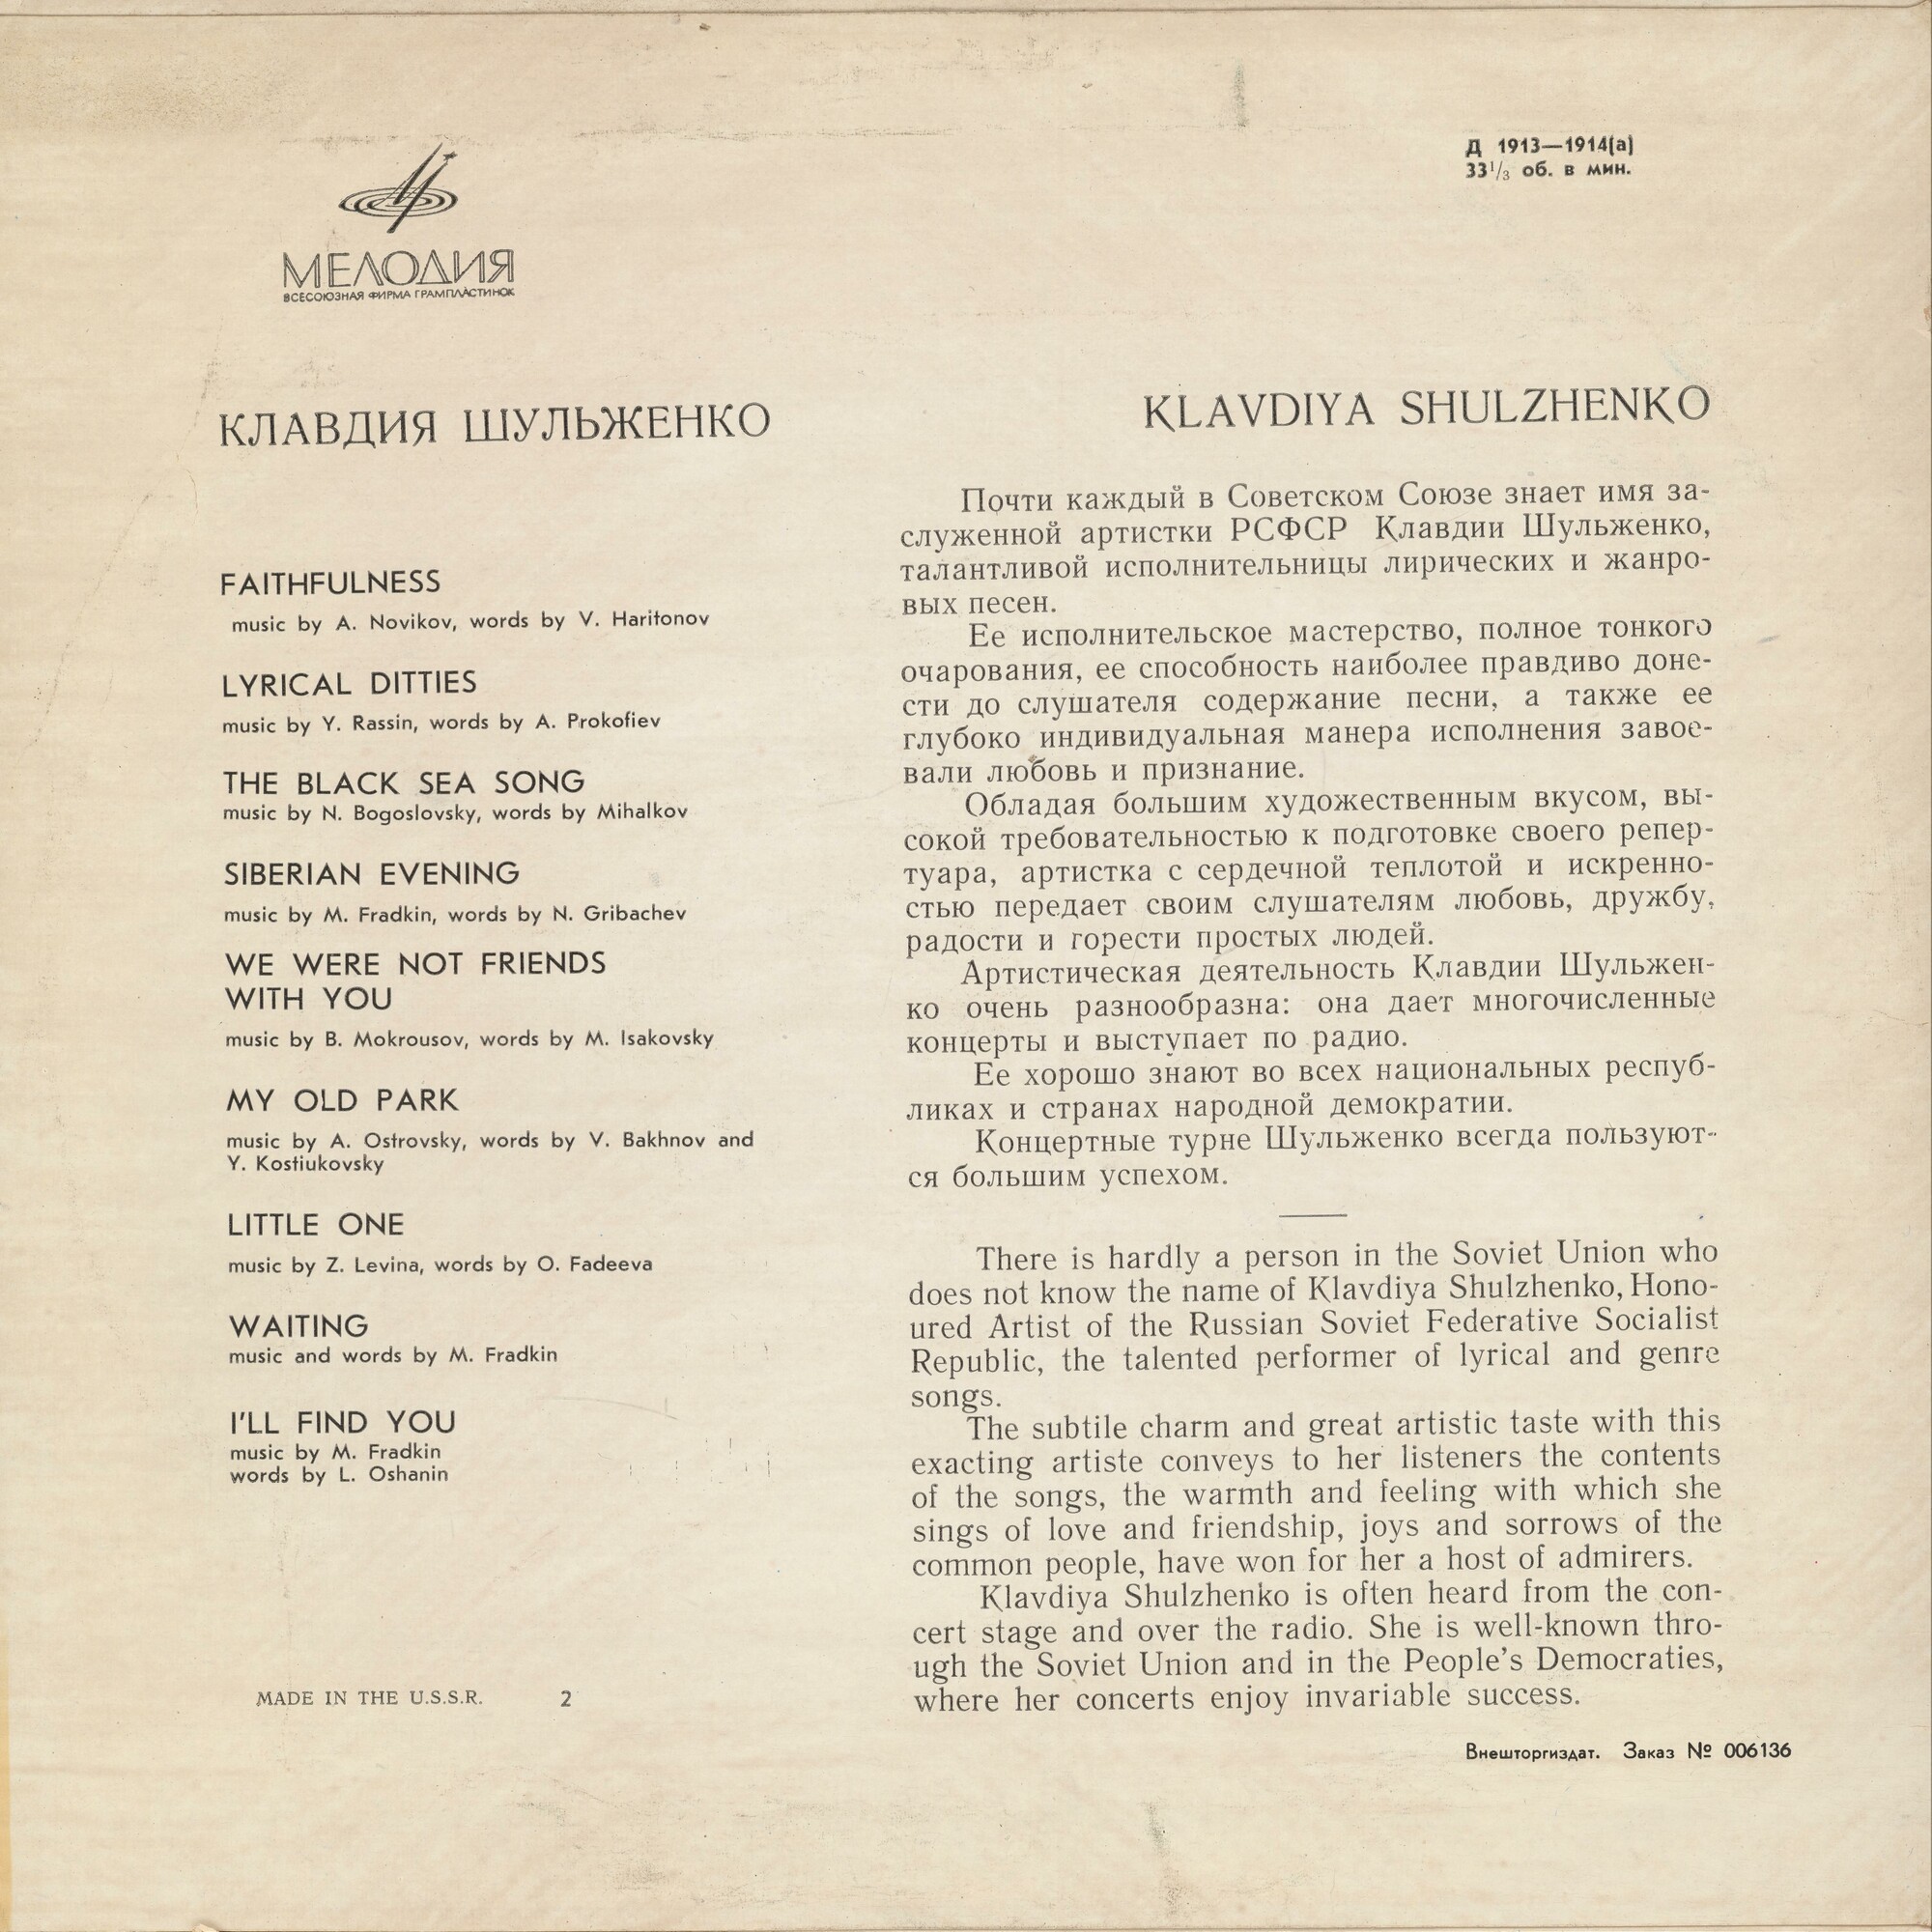 Д 1913—1914(а)
33¹/₃ об. в мин.
МЕЛОДИЯ
ВСЕСОЮЗНАЯ ФИРМА ГРАМПЛАСТИНОК
КЛАВДИЯ ШУЛЬЖЕНКО
FAITHFULNESS
music by A. Novikov, words by V. Haritonov
LYRICAL DITTIES
music by Y. Rassin, words by A. Prokofiev
THE BLACK SEA SONG
music by N. Bogoslovsky, words by Mihalkov
SIBERIAN EVENING
music by M. Fradkin, words by N. Gribachev
WE WERE NOT FRIENDS
WITH YOU
music by B. Mokrousov, words by M. Isakovsky
MY OLD PARK
music by A. Ostrovsky, words by V. Bakhnov and
Y. Kostiukovsky
LITTLE ONE
music by Z. Levina, words by O. Fadeeva
WAITING
music and words by M. Fradkin
I'LL FIND YOU
music by M. Fradkin
words by L. Oshanin
MADE IN THE U.S.S.R. 2
KLAVDIYA SHULZHENKO
Почти каждый в Советском Союзе знает имя за-
служенной артистки РСФСР Клавдии Шульженко,
талантливой исполнительницы лирических и жанро-
вых песен.
Ее исполнительское мастерство, полное тонкого
очарования, ее способность наиболее правдиво доне-
сти до слушателя содержание песни, а также ее
глубоко индивидуальная манера исполнения завое-
вали любовь и признание.
Обладая большим художественным вкусом, вы-
сокой требовательностью к подготовке своего репер-
туара, артистка с сердечной теплотой и искренно-
стью передает своим слушателям любовь, дружбу,
радости и горести простых людей.
Артистическая деятельность Клавдии Шульжен-
ко очень разнообразна: она дает многочисленные
концерты и выступает по радио.
Ее хорошо знают во всех национальных респуб-
ликах и странах народной демократии.
Концертные турне Шульженко всегда пользуют-
ся большим успехом.
There is hardly a person in the Soviet Union who
does not know the name of Klavdiya Shulzhenko, Hono-
ured Artist of the Russian Soviet Federative Socialist
Republic, the talented performer of lyrical and genre
songs.
The subtile charm and great artistic taste with this
exacting artiste conveys to her listeners the contents
of the songs, the warmth and feeling with which she
sings of love and friendship, joys and sorrows of the
common people, have won for her a host of admirers.
Klavdiya Shulzhenko is often heard from the con-
cert stage and over the radio. She is well-known thro-
ugh the Soviet Union and in the People's Democraties,
where her concerts enjoy invariable success.
Внешторгиздат. Заказ № 006136